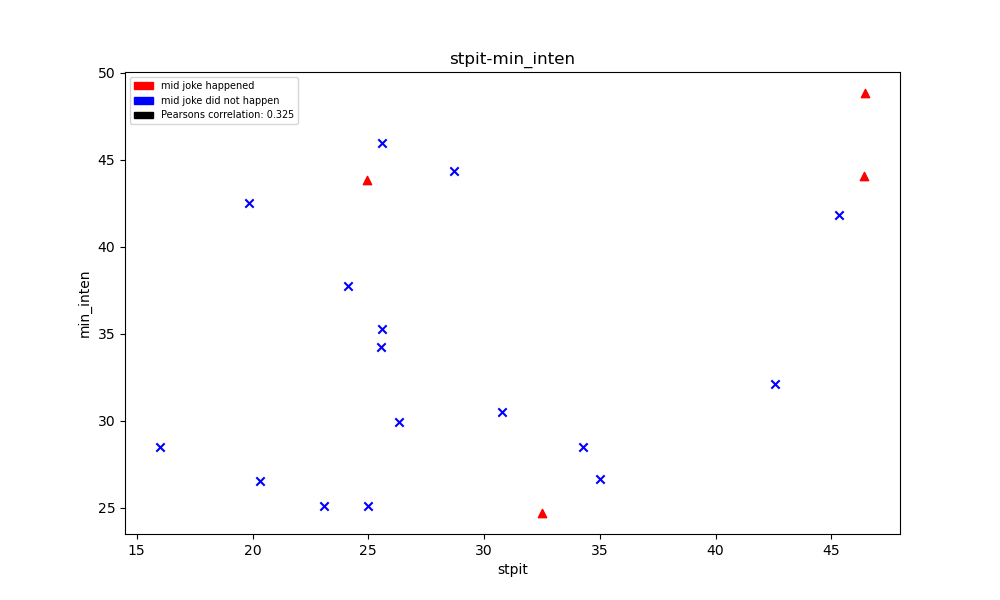 stpit-min_inten
mid joke happened
mid joke did not happen
Pearsons correlation: 0.325
50
45
40
35
30
25
min_inten
15 20 25 30 35 40 45
stpit